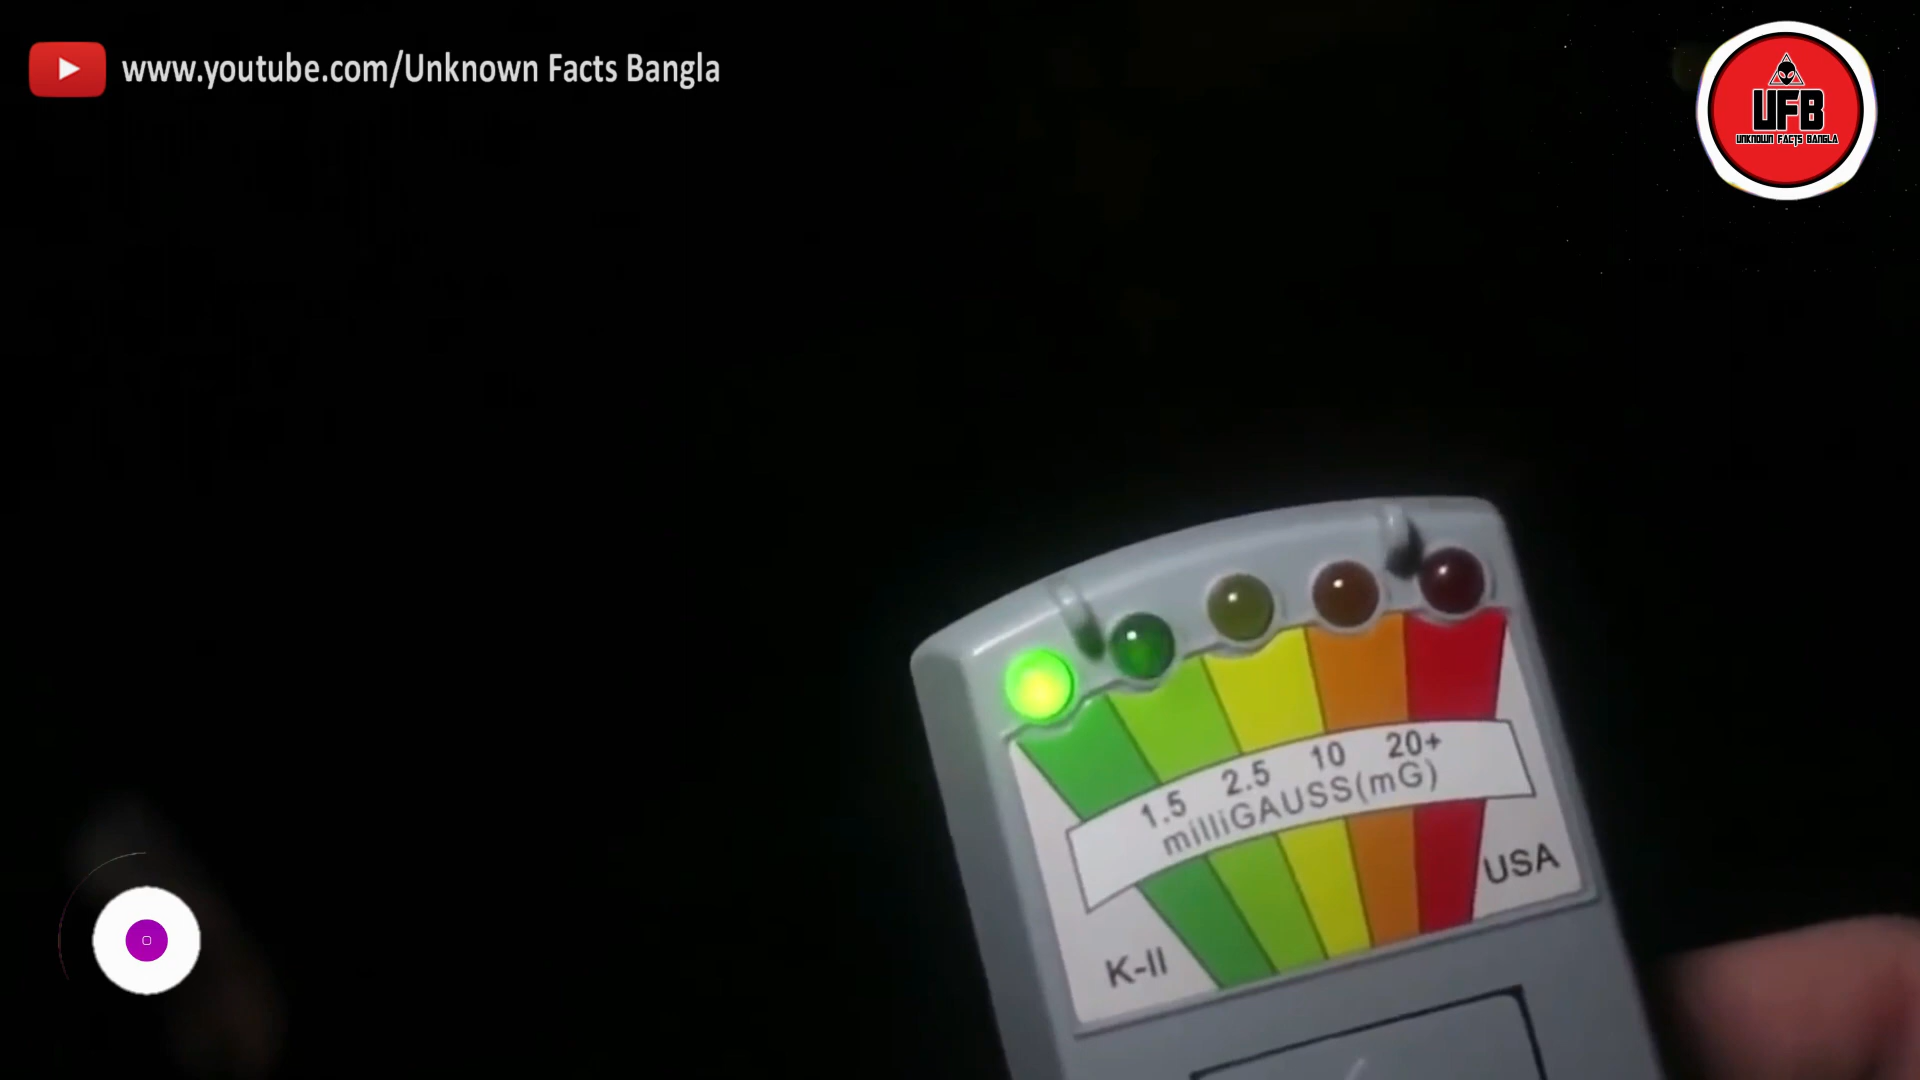 www.youtube.com/Unknown Facts Bangla
UFB
UNKNOWN FACTS BANGLA
1.5 2.5 10 20+
milliGAUSS(mG)
USA
K-II